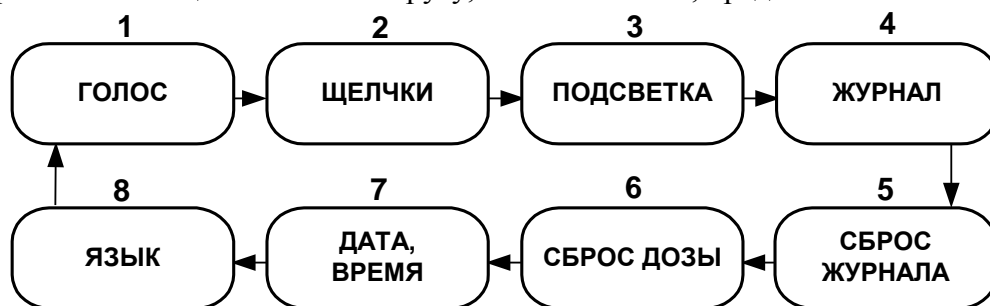 1 2 3 4
ГОЛОС ЩЕЛЧКИ ПОДСВЕТКА ЖУРНАЛ
8 7 6 5
ЯЗЫК ДАТА, ВРЕМЯ СБРОС ДОЗЫ СБРОС ЖУРНАЛА